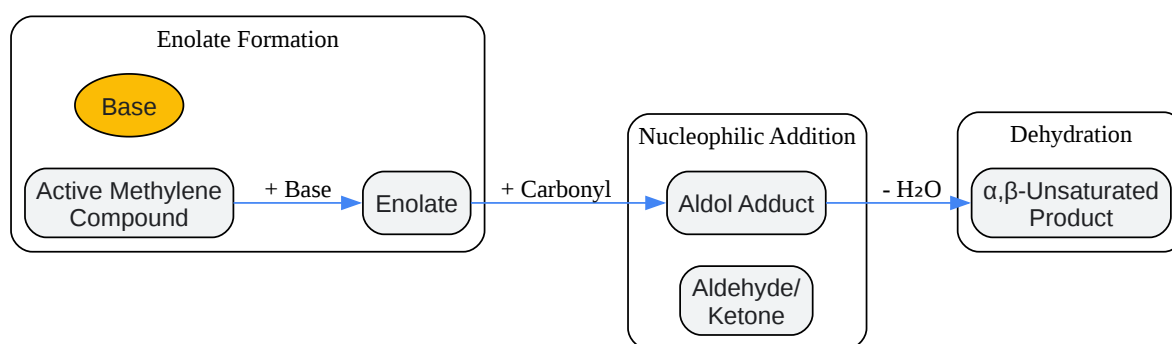 Enolate Formation
Base
Active Methylene
Compound
+ Base
Enolate
+ Carbonyl
Nucleophilic Addition
Aldol Adduct
Aldehyde/
Ketone
- H₂O
Dehydration
α,β-Unsaturated
Product